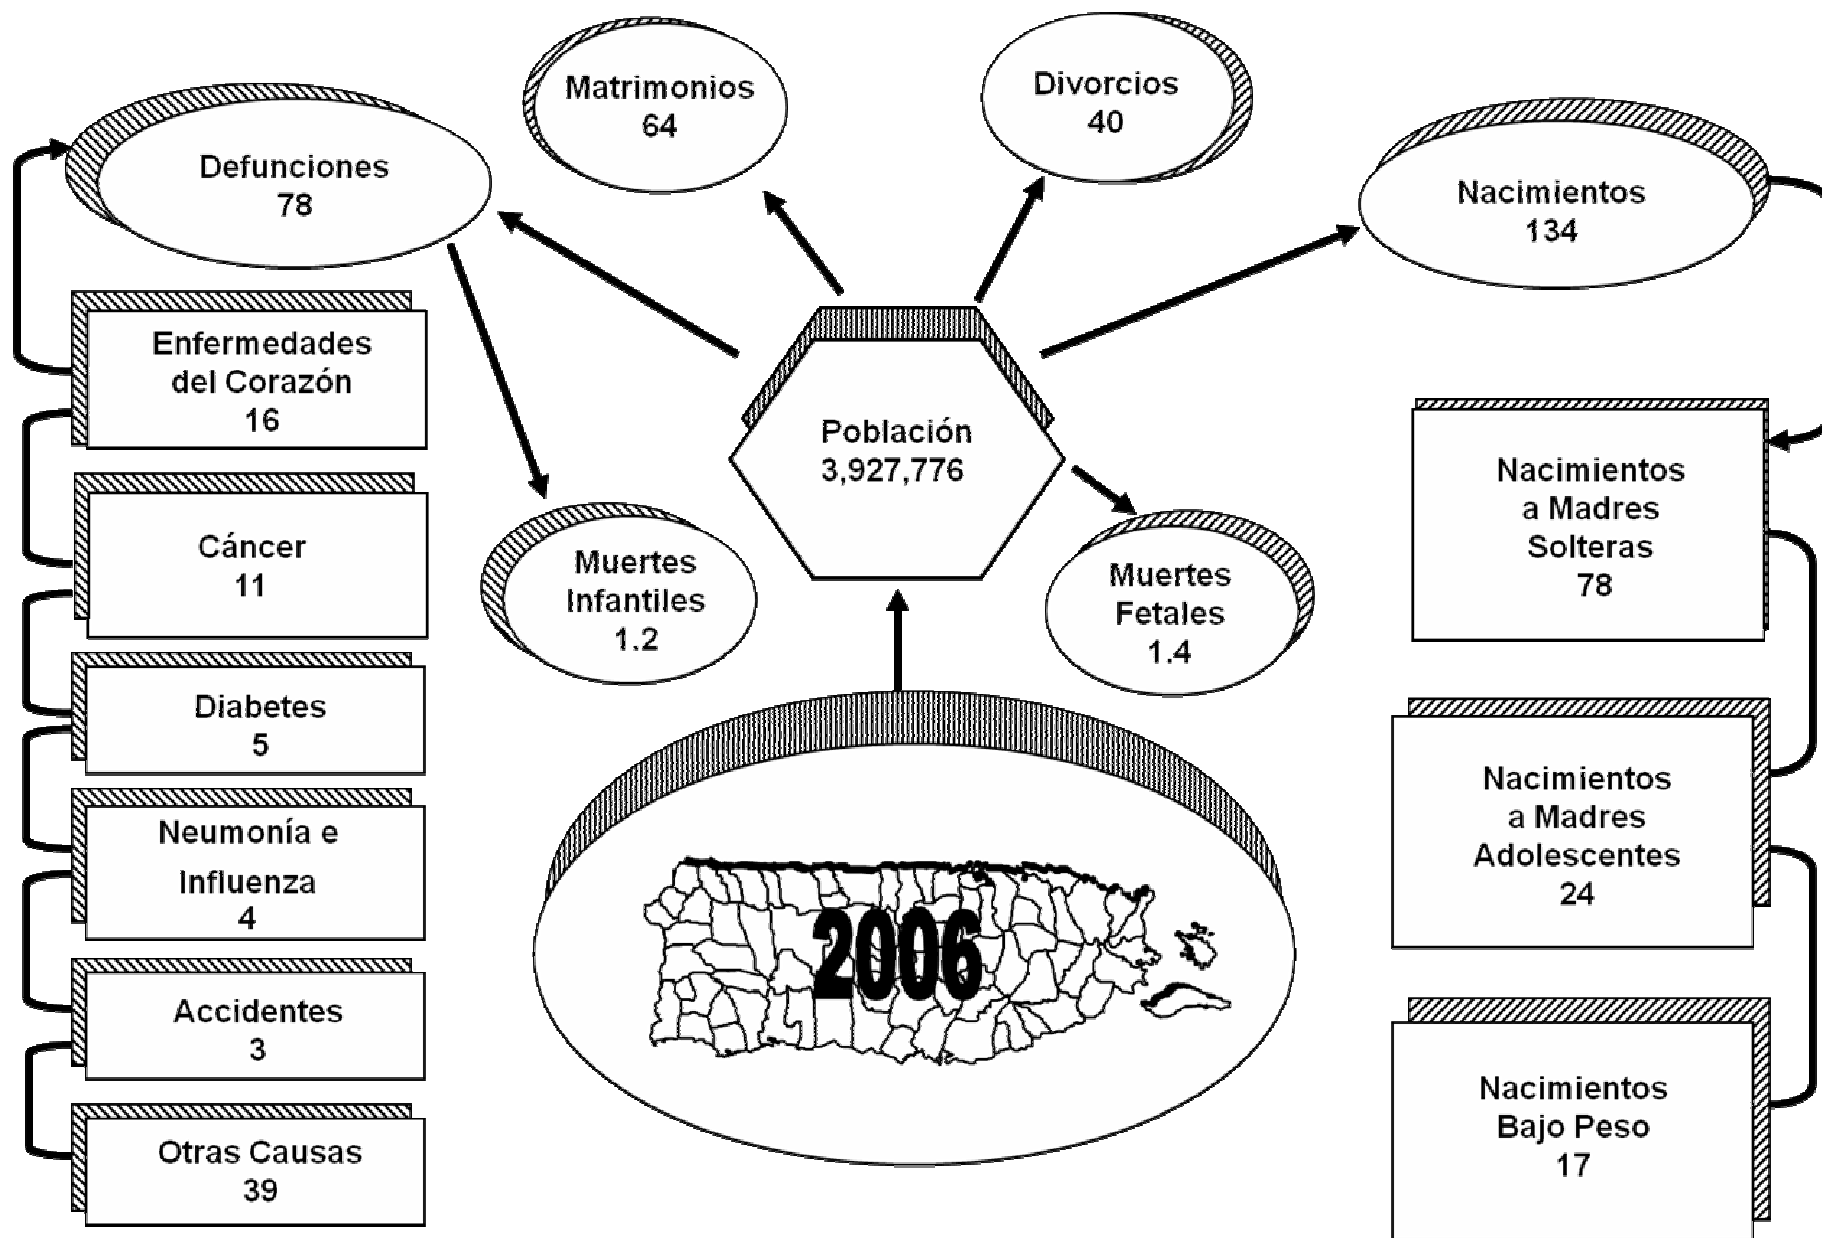 Matrimonios
64
Divorcios
40
Defunciones
78
Nacimientos
134
Enfermedades
del Corazón
16
Cáncer
11
Diabetes
5
Neumonía e
Influenza
4
Accidentes
3
Otras Causas
39
Población
3,927,776
Muertes
Infantiles
1.2
Muertes
Fetales
1.4
2006
Nacimientos
a Madres
Solteras
78
Nacimientos
a Madres
Adolescentes
24
Nacimientos
Bajo Peso
17